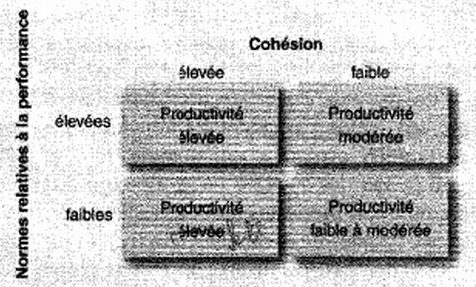 Cohésion
élevée faible
élevées
Productivité élevée
Productivité modérée
faibles
Productivité élevée
Productivité faible à modérée
Normes relatives à la performance